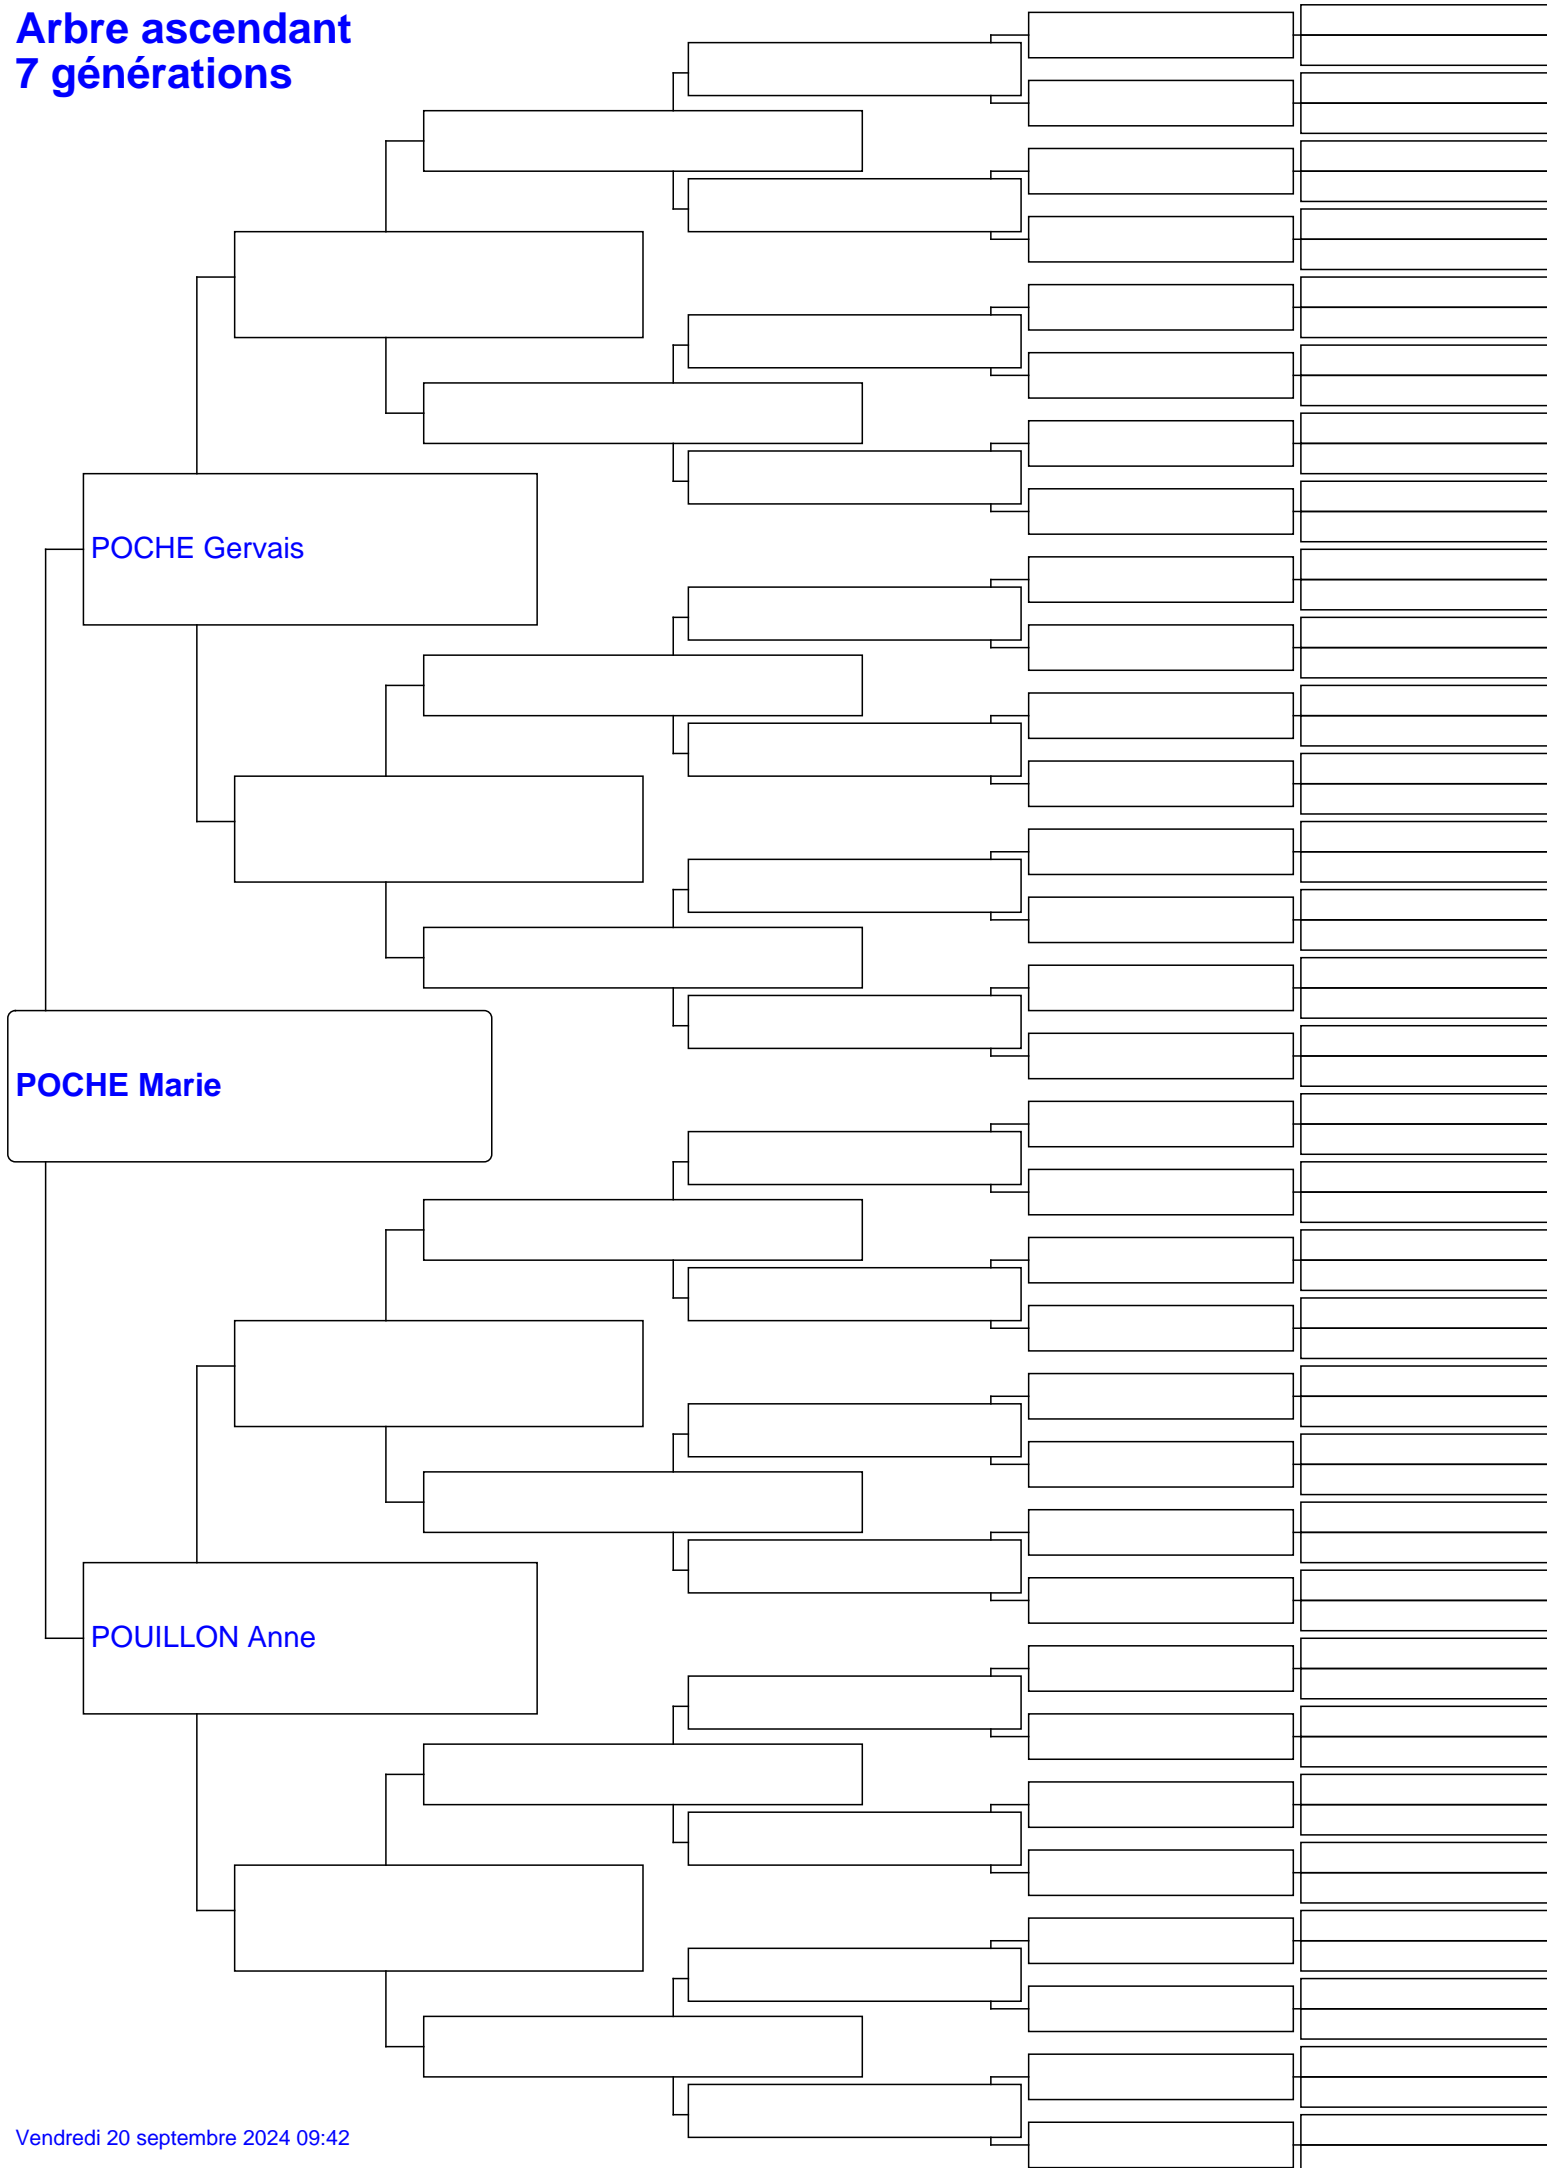 Arbre ascendant
7 générations
POCHE Gervais
POCHE Marie
POUILLON Anne
Vendredi 20 septembre 2024 09:42